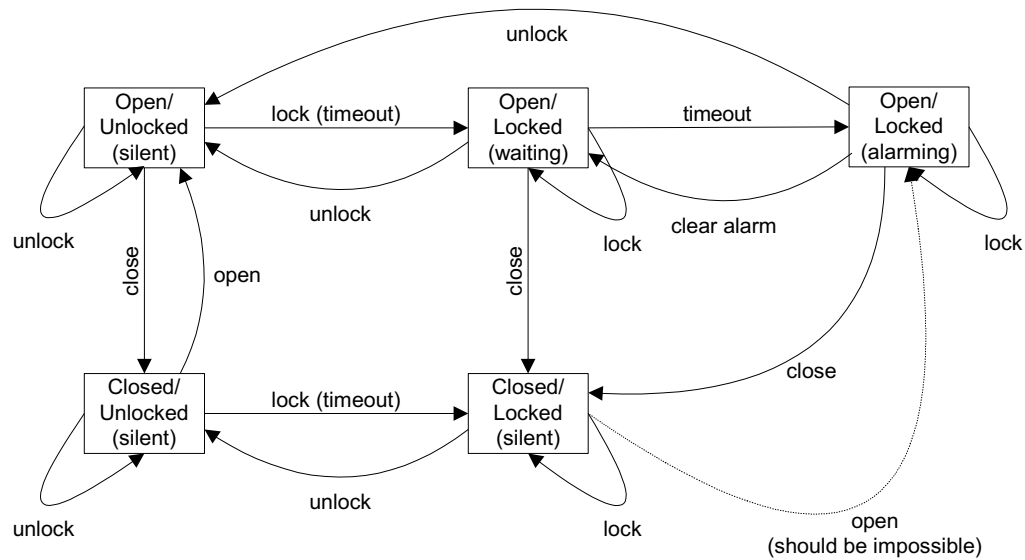 unlock
Open/
Unlocked
(silent)
lock (timeout)
Open/
Locked
(waiting)
timeout
Open/
Locked
(alarming)
unlock
unlock
clear alarm
lock
lock
close
open
close
close
Closed/
Unlocked
(silent)
lock (timeout)
Closed/
Locked
(silent)
unlock
unlock
lock
open
(should be impossible)